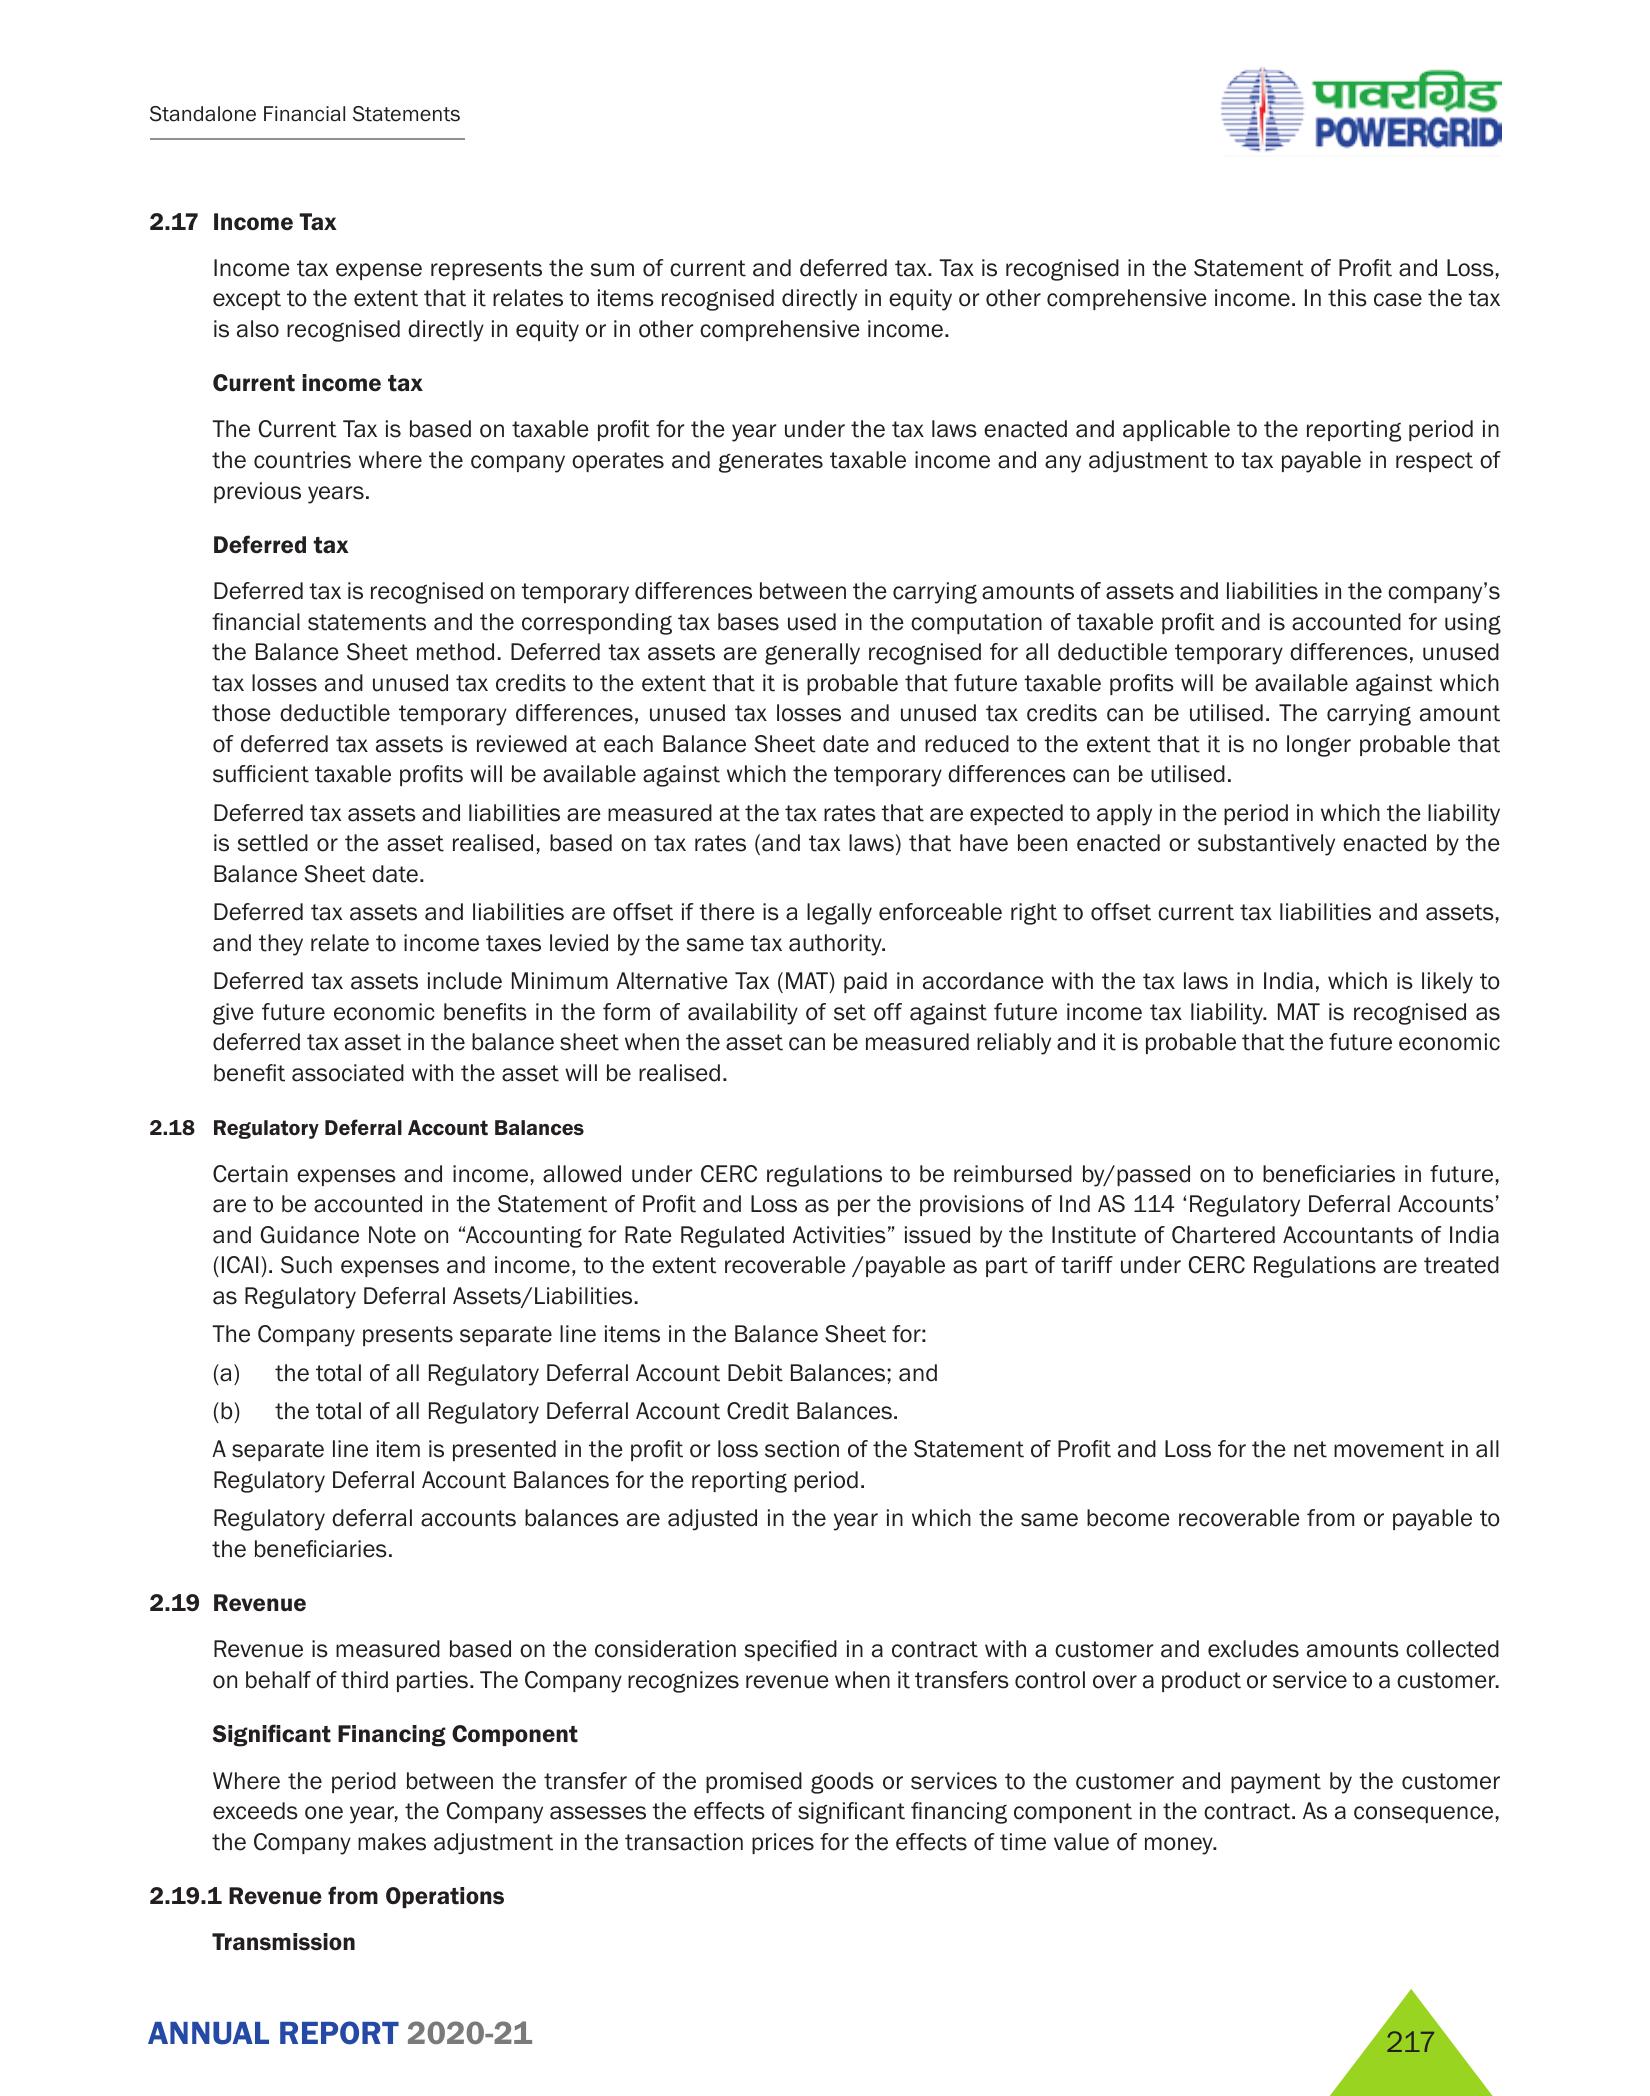 Standalone Financial Statements
पावरग्रिड
POWERGRID
2.17 Income Tax
Income tax expense represents the sum of current and deferred tax. Tax is recognised in the Statement of Profit and Loss,
except to the extent that it relates to items recognised directly in equity or other comprehensive income. In this case the tax
is also recognised directly in equity or in other comprehensive income.
Current income tax
The Current Tax is based on taxable profit for the year under the tax laws enacted and applicable to the reporting period in
the countries where the company operates and generates taxable income and any adjustment to tax payable in respect of
previous years.
Deferred tax
Deferred tax is recognised on temporary differences between the carrying amounts of assets and liabilities in the company’s
financial statements and the corresponding tax bases used in the computation of taxable profit and is accounted for using
the Balance Sheet method. Deferred tax assets are generally recognised for all deductible temporary differences, unused
tax losses and unused tax credits to the extent that it is probable that future taxable profits will be available against which
those deductible temporary differences, unused tax losses and unused tax credits can be utilised. The carrying amount
of deferred tax assets is reviewed at each Balance Sheet date and reduced to the extent that it is no longer probable that
sufficient taxable profits will be available against which the temporary differences can be utilised.
Deferred tax assets and liabilities are measured at the tax rates that are expected to apply in the period in which the liability
is settled or the asset realised, based on tax rates (and tax laws) that have been enacted or substantively enacted by the
Balance Sheet date.
Deferred tax assets and liabilities are offset if there is a legally enforceable right to offset current tax liabilities and assets,
and they relate to income taxes levied by the same tax authority.
Deferred tax assets include Minimum Alternative Tax (MAT) paid in accordance with the tax laws in India, which is likely to
give future economic benefits in the form of availability of set off against future income tax liability. MAT is recognised as
deferred tax asset in the balance sheet when the asset can be measured reliably and it is probable that the future economic
benefit associated with the asset will be realised.
2.18 Regulatory Deferral Account Balances
Certain expenses and income, allowed under CERC regulations to be reimbursed by/passed on to beneficiaries in future,
are to be accounted in the Statement of Profit and Loss as per the provisions of Ind AS 114 ‘Regulatory Deferral Accounts’
and Guidance Note on “Accounting for Rate Regulated Activities” issued by the Institute of Chartered Accountants of India
(ICAI). Such expenses and income, to the extent recoverable /payable as part of tariff under CERC Regulations are treated
as Regulatory Deferral Assets/Liabilities.
The Company presents separate line items in the Balance Sheet for:
(a) the total of all Regulatory Deferral Account Debit Balances; and
(b) the total of all Regulatory Deferral Account Credit Balances.
A separate line item is presented in the profit or loss section of the Statement of Profit and Loss for the net movement in all
Regulatory Deferral Account Balances for the reporting period.
Regulatory deferral accounts balances are adjusted in the year in which the same become recoverable from or payable to
the beneficiaries.
2.19 Revenue
Revenue is measured based on the consideration specified in a contract with a customer and excludes amounts collected
on behalf of third parties. The Company recognizes revenue when it transfers control over a product or service to a customer.
Significant Financing Component
Where the period between the transfer of the promised goods or services to the customer and payment by the customer
exceeds one year, the Company assesses the effects of significant financing component in the contract. As a consequence,
the Company makes adjustment in the transaction prices for the effects of time value of money.
2.19.1 Revenue from Operations
Transmission
ANNUAL REPORT 2020-21
217